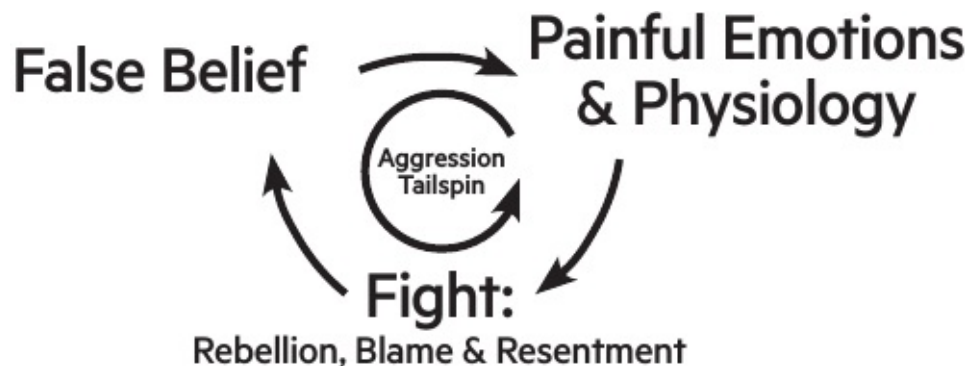 False Belief
Painful Emotions
& Physiology
Aggression
Tailspin
Fight:
Rebellion, Blame & Resentment